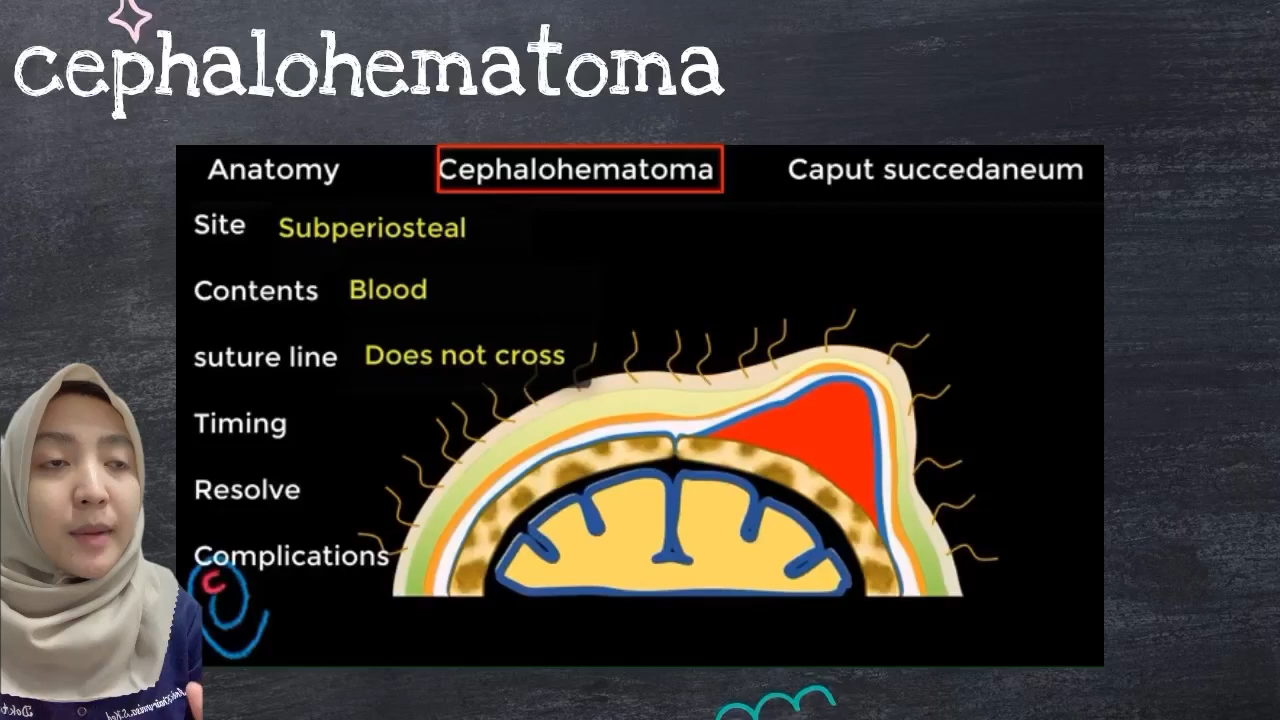 cephalohematoma
Anatomy Cephalohematoma Caput succedaneum
Site Subperiosteal
Contents Blood
suture line Does not cross
Timing
Resolve
Complications